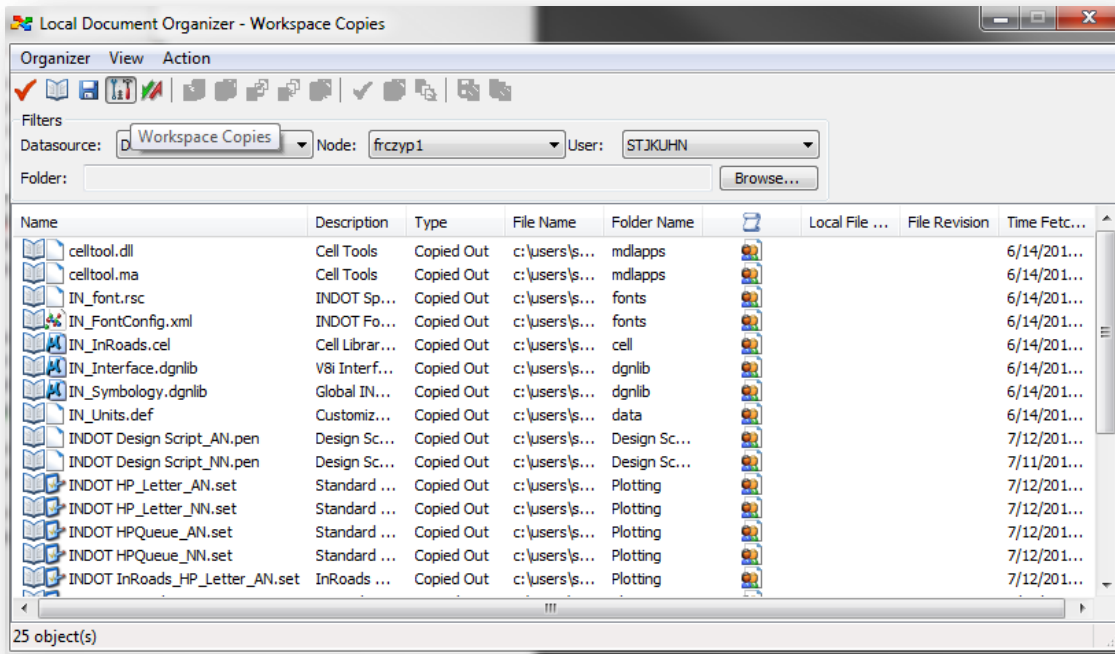 Local Document Organizer - Workspace Copies
Organizer View Action
Filters
Datasource: D Workspace Copies Node: frczyp1 User: STJKUHN
Folder: Browse...
Name Description Type File Name Folder Name Local File ... File Revision Time Fetc...
celltool.dll Cell Tools Copied Out c:\users\s... mdlapps 6/14/201...
celltool.ma Cell Tools Copied Out c:\users\s... mdlapps 6/14/201...
IN_font.rsc INDOT Sp... Copied Out c:\users\s... fonts 6/14/201...
IN_FontConfig.xml INDOT Fo... Copied Out c:\users\s... fonts 6/14/201...
IN_InRoads.cel Cell Librar... Copied Out c:\users\s... cell 6/14/201...
IN_Interface.dgnlib V8i Interf... Copied Out c:\users\s... dgnlib 6/14/201...
IN_Symbology.dgnlib Global IN... Copied Out c:\users\s... dgnlib 6/14/201...
IN_Units.def Customiz... Copied Out c:\users\s... data 6/14/201...
INDOT Design Script_AN.pen Design Sc... Copied Out c:\users\s... Design Sc... 7/12/201...
INDOT Design Script_NN.pen Design Sc... Copied Out c:\users\s... Design Sc... 7/11/201...
INDOT HP_Letter_AN.set Standard ... Copied Out c:\users\s... Plotting 7/12/201...
INDOT HP_Letter_NN.set Standard ... Copied Out c:\users\s... Plotting 7/12/201...
INDOT HPQueue_AN.set Standard ... Copied Out c:\users\s... Plotting 7/12/201...
INDOT HPQueue_NN.set Standard ... Copied Out c:\users\s... Plotting 7/12/201...
INDOT InRoads_HP_Letter_AN.set InRoads ... Copied Out c:\users\s... Plotting 7/12/201...
25 object(s)